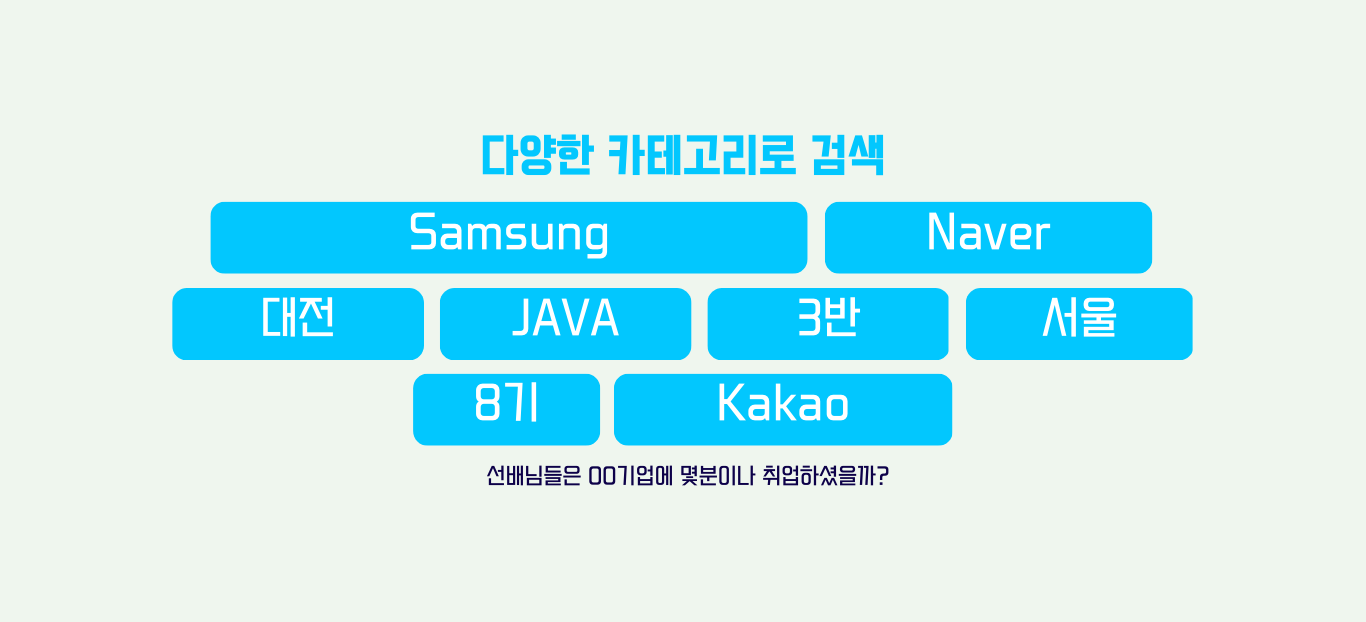 다양한 카테고리로 검색
Samsung Naver
대전 JAVA 3반 서울
8기 Kakao
선배님들은 OO기업에 몇분이나 취업하셨을까?